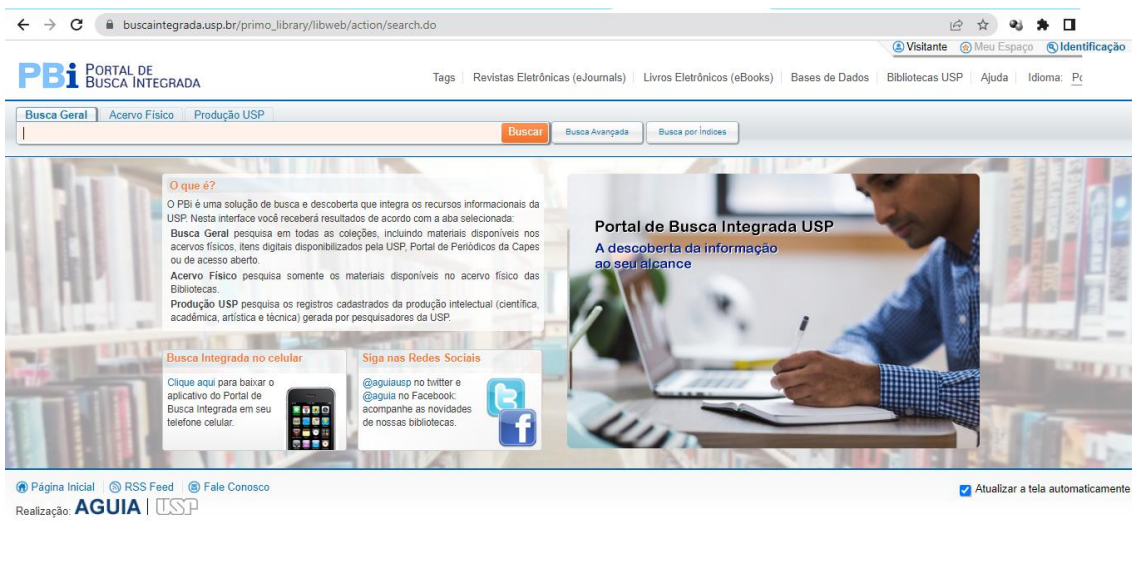 buscaintegrada.usp.br/primo_library/libweb/action/search.do
Visitante Meu Espaço Identificação
PBi PORTAL DE
BUSCA INTEGRADA
Tags Revistas Eletrônicas (eJournals) Livros Eletrônicos (eBooks) Bases de Dados Bibliotecas USP Ajuda Idioma:
Busca Geral Acervo Físico Produção USP
Buscar Busca Avançada Busca por Índices
O que é?
O PBi é uma solução de busca e descoberta que integra os recursos informacionais da
USP. Nesta interface você receberá resultados de acordo com a aba selecionada:
Busca Geral pesquisa em todas as coleções, incluindo materiais disponíveis nos
acervos físicos, itens digitais disponibilizados pela USP, Portal de Periódicos da Capes
ou de acesso aberto.
Acervo Físico pesquisa somente os materiais disponíveis no acervo físico das
Bibliotecas.
Produção USP pesquisa os registros cadastrados da produção intelectual (científica,
acadêmica, artística e técnica) gerada por pesquisadores da USP.
Portal de Busca Integrada USP
A descoberta da informação
ao seu alcance
Busca Integrada no celular
Clique aqui para baixar o
aplicativo do Portal de
Busca Integrada em seu
telefone celular.
Siga nas Redes Sociais
@aguiausp no twitter e
@aguia no Facebook:
acompanhe as novidades
de nossas bibliotecas.
Página Inicial RSS Feed Fale Conosco
Atualizar a tela automaticamente
Realização: AGUIA USP